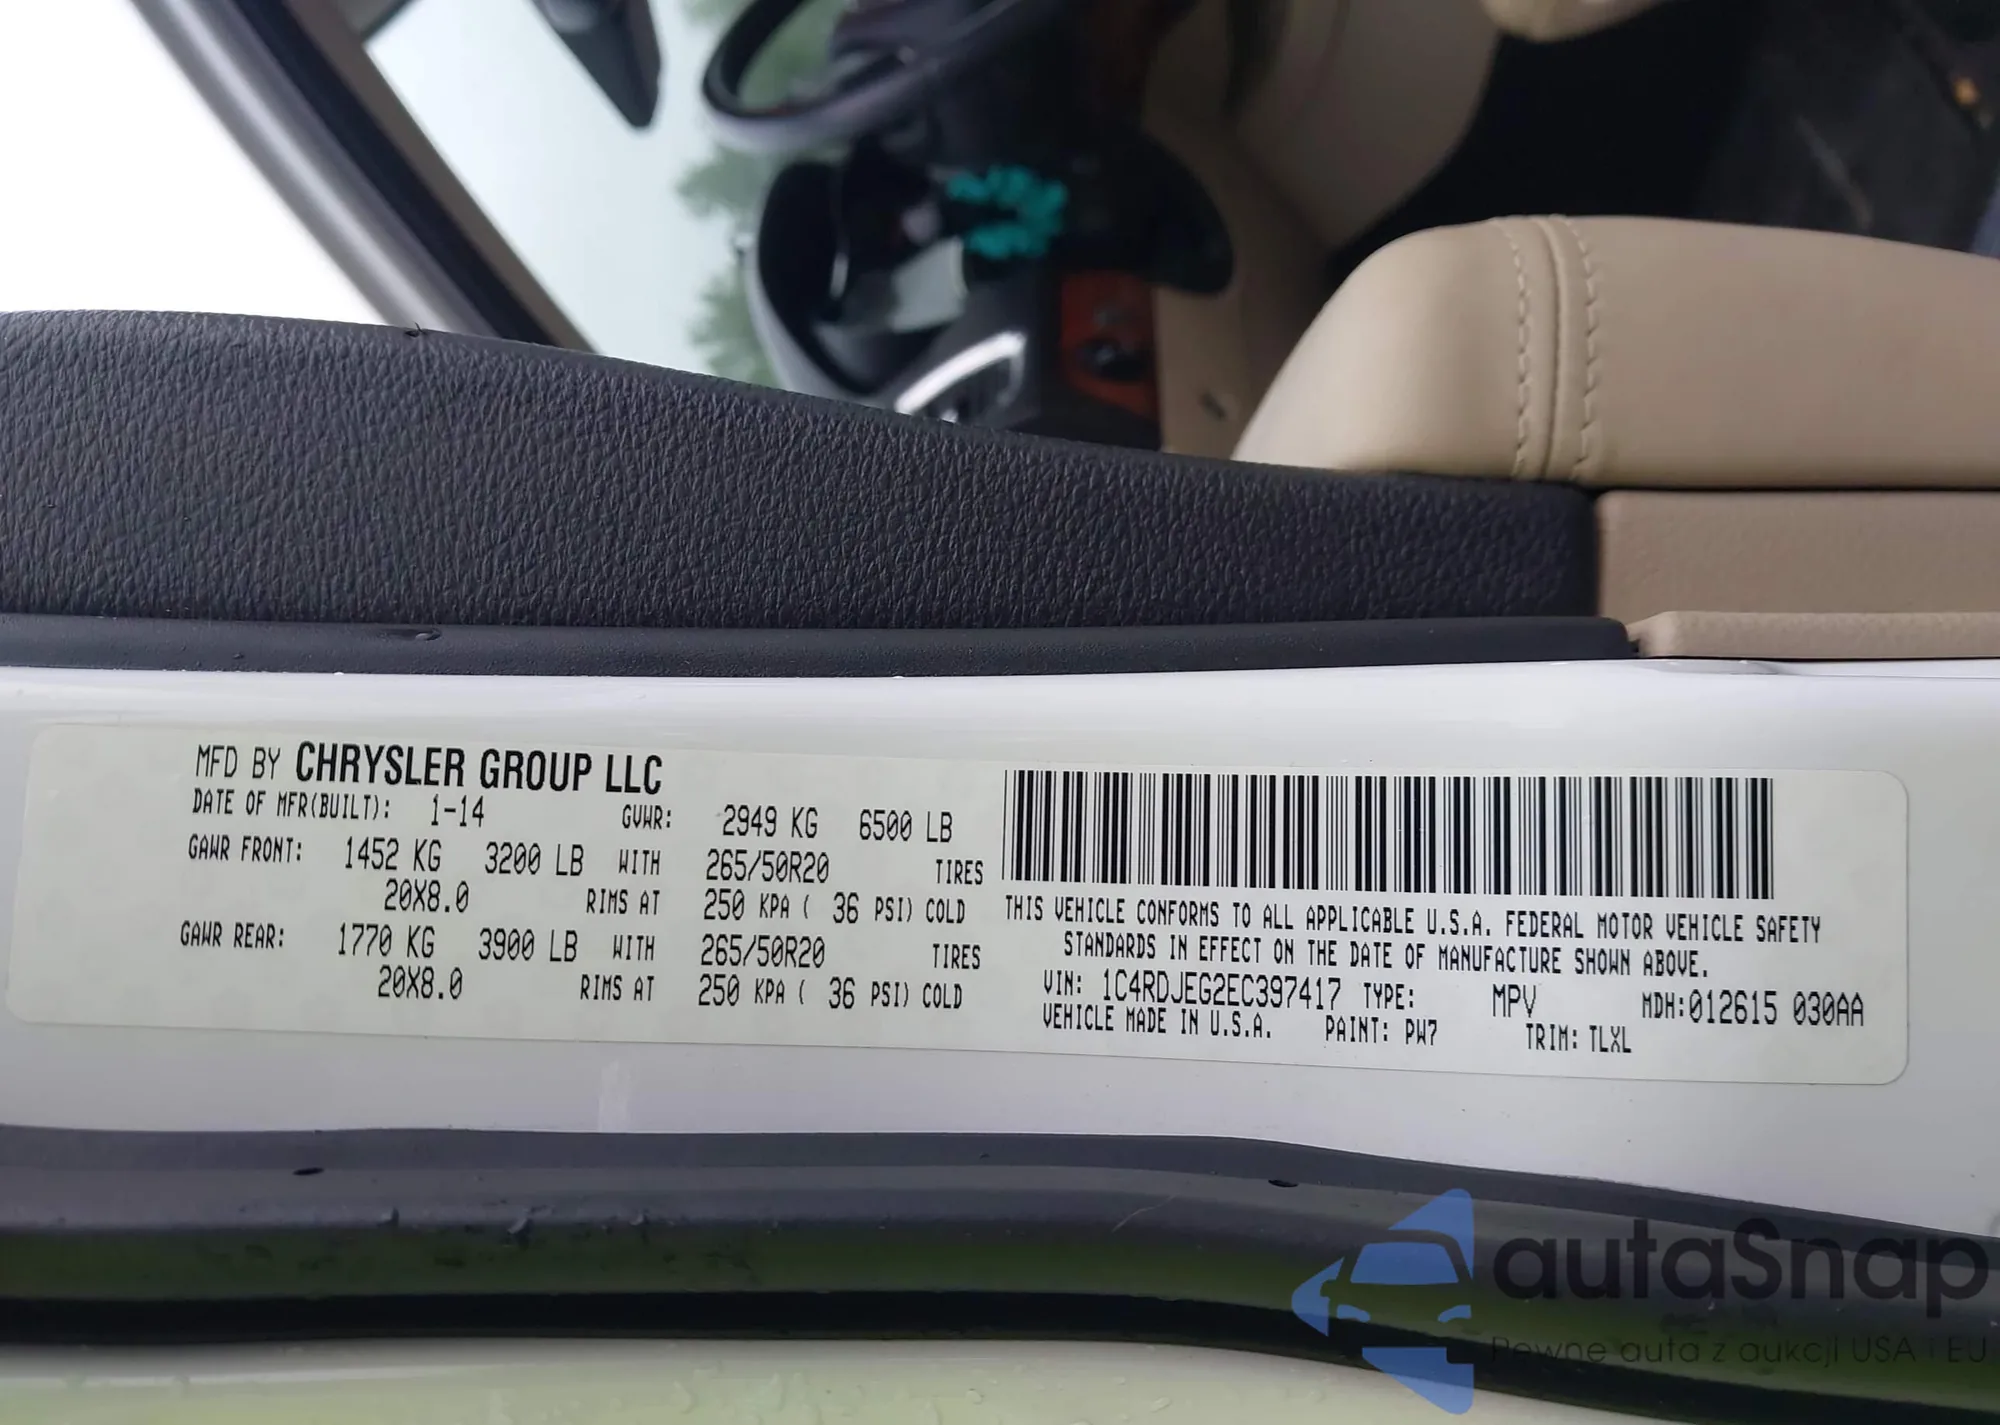 MFD BY CHRYSLER GROUP LLC
DATE OF MFR(BUILT): 1-14 GVWR: 2949 KG 6500 LB
GAWR FRONT: 1452 KG 3200 LB WITH 265/50R20 TIRES
20X8.0 RIMS AT 250 KPA ( 36 PSI) COLD
GAWR REAR: 1770 KG 3900 LB WITH 265/50R20 TIRES
20X8.0 RIMS AT 250 KPA ( 36 PSI) COLD
THIS VEHICLE CONFORMS TO ALL APPLICABLE U.S.A. FEDERAL MOTOR VEHICLE SAFETY
STANDARDS IN EFFECT ON THE DATE OF MANUFACTURE SHOWN ABOVE.
VIN: 1C4RDJEG2EC397417 TYPE: MPV MDH:012615 030AA
VEHICLE MADE IN U.S.A. PAINT: PW7 TRIM: TLXL
autaSnap
Pewne auta z aukcji USA i EU